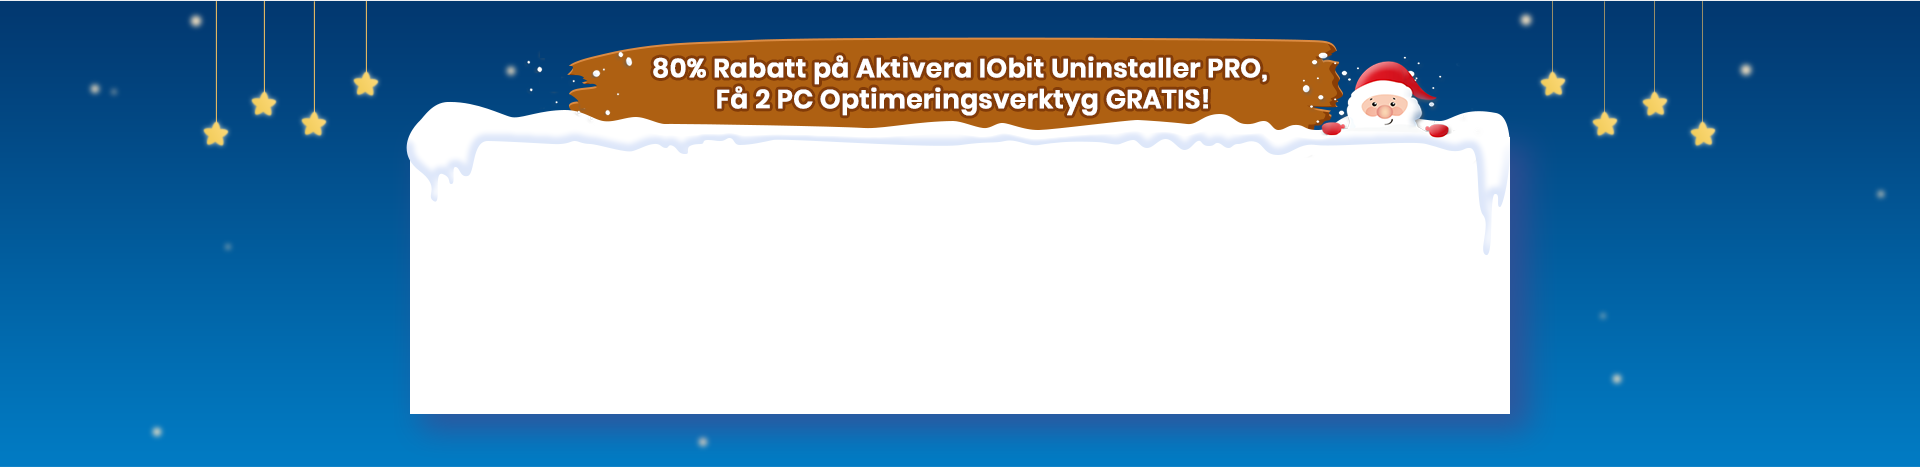 80% Rabatt på Aktivera IObit Uninstaller PRO,
Få 2 PC Optimeringsverktyg GRATIS!